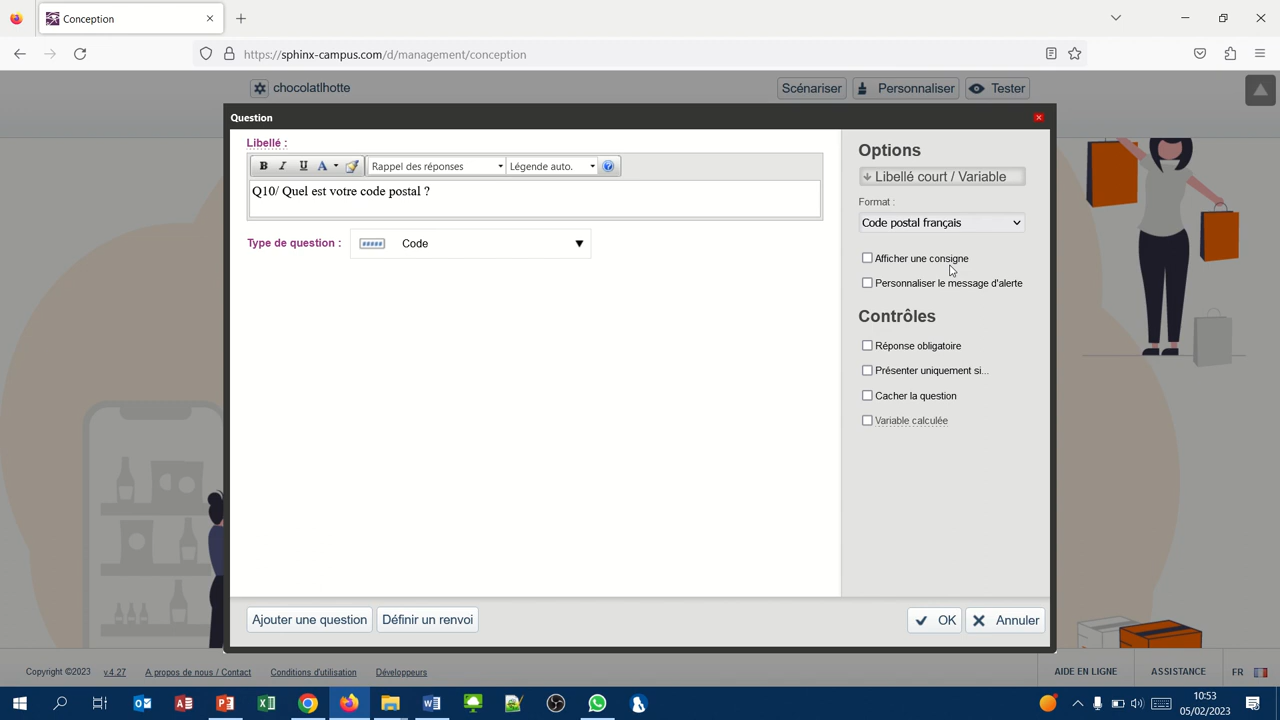 Conception
https://sphinx-campus.com/d/management/conception
chocolatlhotte
Scénariser
Personnaliser
Tester
Question
Libellé :
B I U A Rappel des réponses Légende auto.
Q10/ Quel est votre code postal ?
Type de question : Code
Options
Libellé court / Variable
Format :
Code postal français
Afficher une consigne
Personnaliser le message d'alerte
Contrôles
Réponse obligatoire
Présenter uniquement si...
Cacher la question
Variable calculée
Ajouter une question
Définir un renvoi
OK
Annuler
Copyright ©2023 v.4.27 A propos de nous / Contact Conditions d'utilisation Développeurs
AIDE EN LIGNE ASSISTANCE FR
10:53
05/02/2023